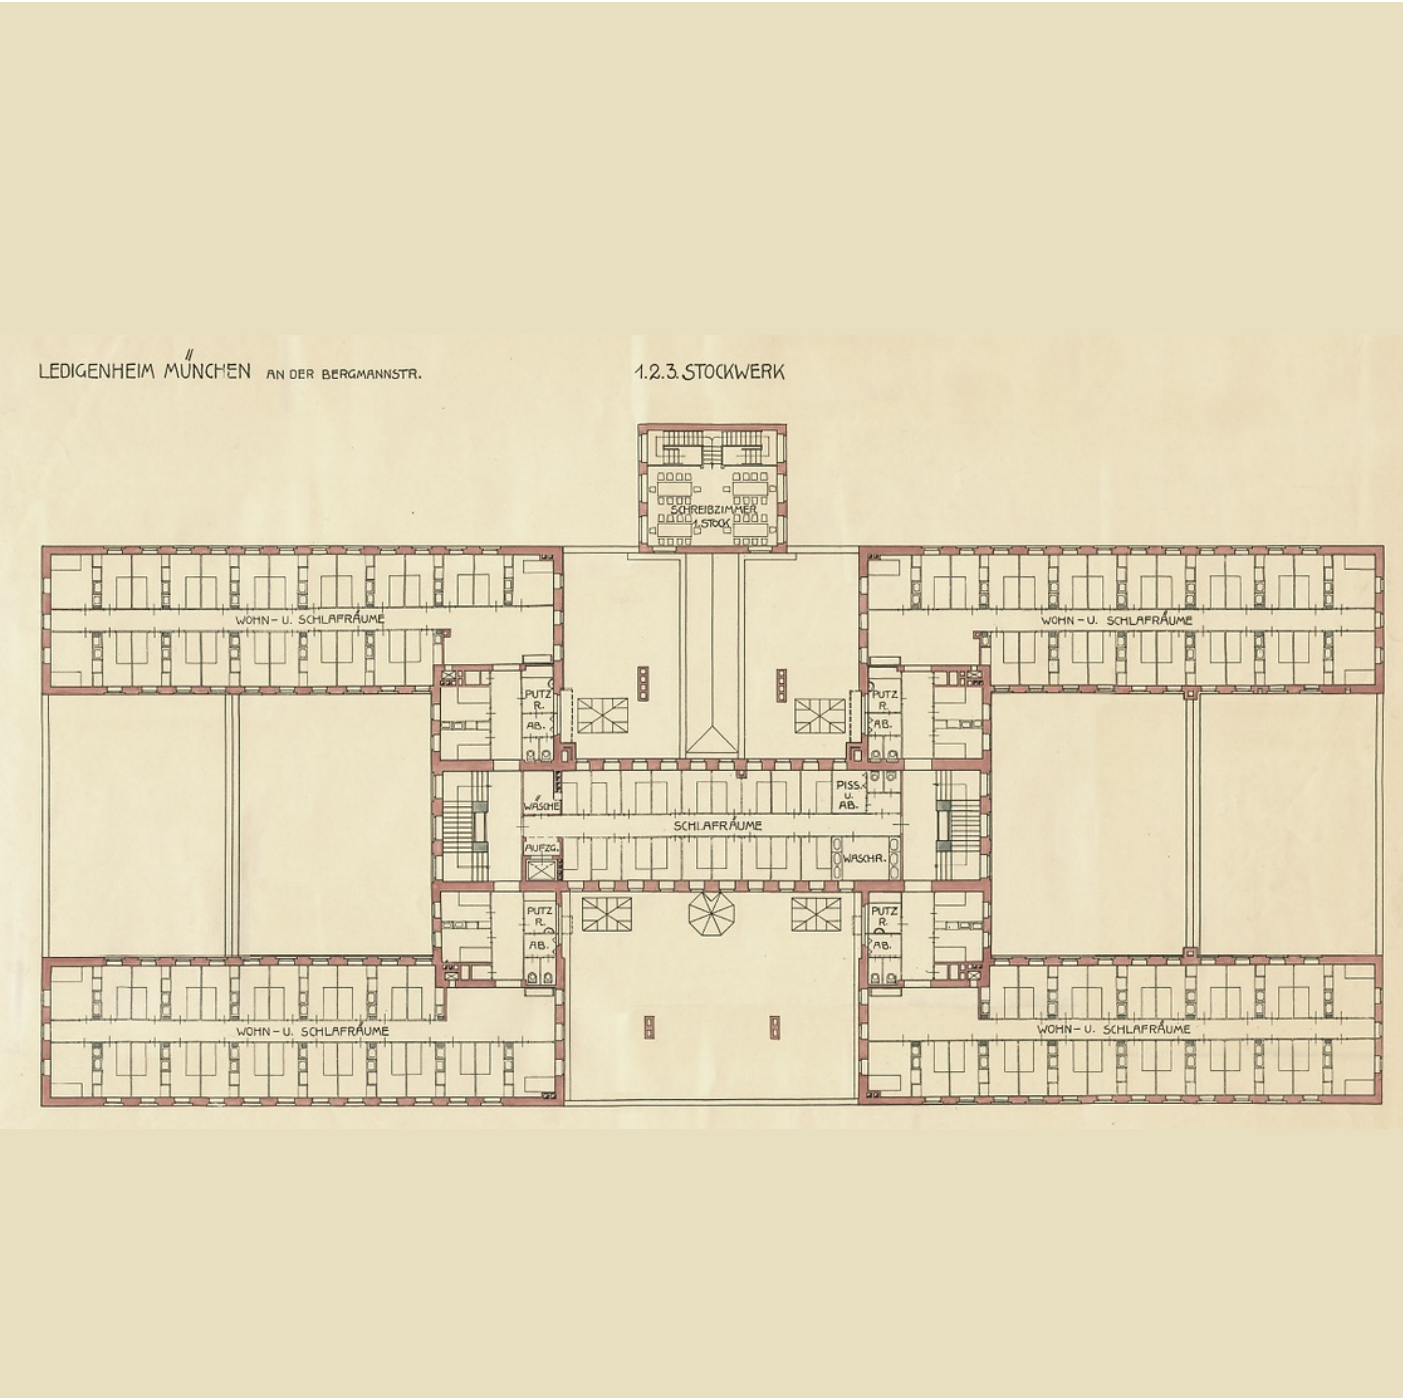 LEDIGENHEIM MÜNCHEN AN DER BERGMANNSTR. 1.2.3. STOCKWERK
SCHREIBZIMMER
1. STOCK
WOHN- U. SCHLAFRÄUME
WOHN- U. SCHLAFRÄUME
PUTZ
R.
AB.
PUTZ
R.
AB.
WÄSCHE
PISS.
U.
AB.
SCHLAFRÄUME
AUFZG.
WASCHR.
PUTZ
R.
AB.
PUTZ
R.
AB.
WOHN- U. SCHLAFRÄUME
WOHN- U. SCHLAFRÄUME